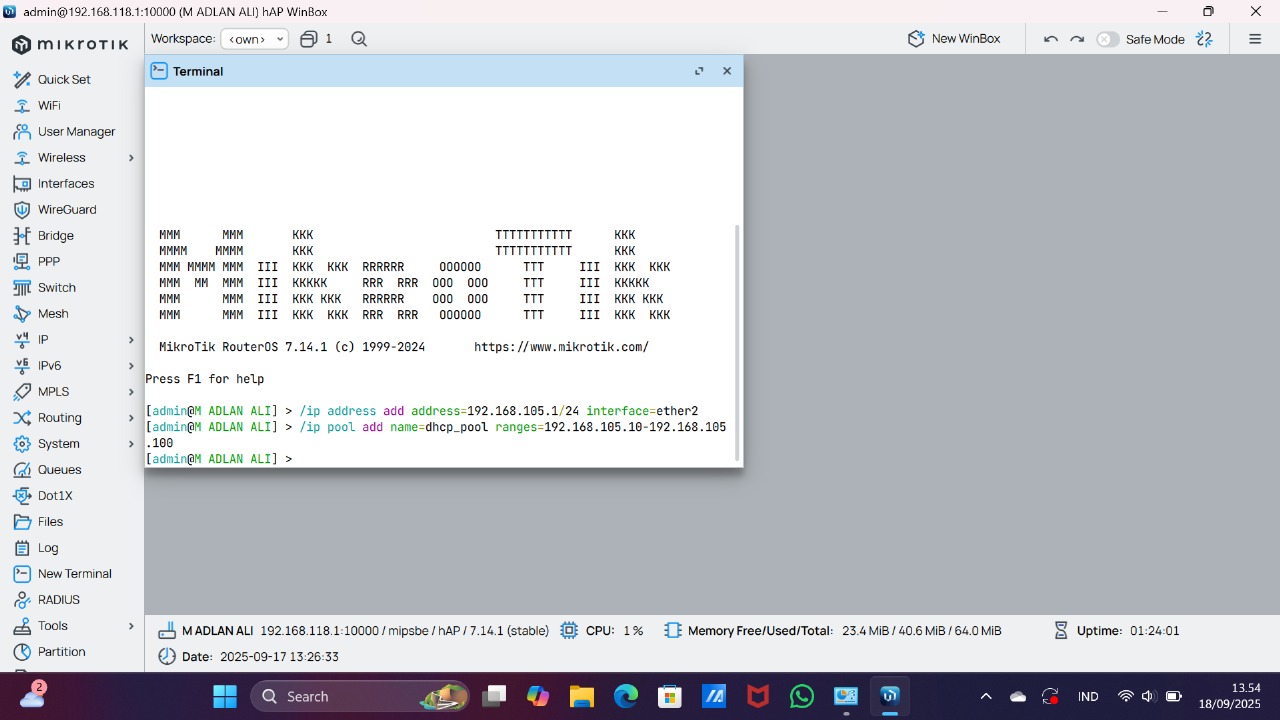 admin@192.168.118.1:10000 (M ADLAN ALI) hAP WinBox
MIKROTIK
Workspace: <own> 1
New WinBox
Safe Mode
Quick Set
WiFi
User Manager
Wireless
Interfaces
WireGuard
Bridge
PPP
Switch
Mesh
IP
IPv6
MPLS
Routing
System
Queues
Dot1X
Files
Log
New Terminal
RADIUS
Tools
Partition
Terminal
MMM      MMM       KKK                          TTTTTTTTTTT      KKK
MMMM    MMMM       KKK                          TTTTTTTTTTT      KKK
MMM MMMM MMM  III  KKK  KKK  RRRRRR     OOOOOO      TTT     III  KKK  KKK
MMM  MM  MMM  III  KKKKK     RRR  RRR  OOO  OOO     TTT     III  KKKKK
MMM      MMM  III  KKK KKK   RRRRRR    OOO  OOO     TTT     III  KKK KKK
MMM      MMM  III  KKK  KKK  RRR  RRR   OOOOOO      TTT     III  KKK  KKK
MikroTik RouterOS 7.14.1 (c) 1999-2024       https://www.mikrotik.com/
Press F1 for help
[admin@M ADLAN ALI] > /ip address add address=192.168.105.1/24 interface=ether2
[admin@M ADLAN ALI] > /ip pool add name=dhcp_pool ranges=192.168.105.10-192.168.105
.100
[admin@M ADLAN ALI] >
M ADLAN ALI 192.168.118.1:10000 / mipsbe / hAP / 7.14.1 (stable) CPU: 1 % Memory Free/Used/Total: 23.4 MiB / 40.6 MiB / 64.0 MiB Uptime: 01:24:01
Date: 2025-09-17 13:26:33
2
Search
IND
13.54
18/09/2025